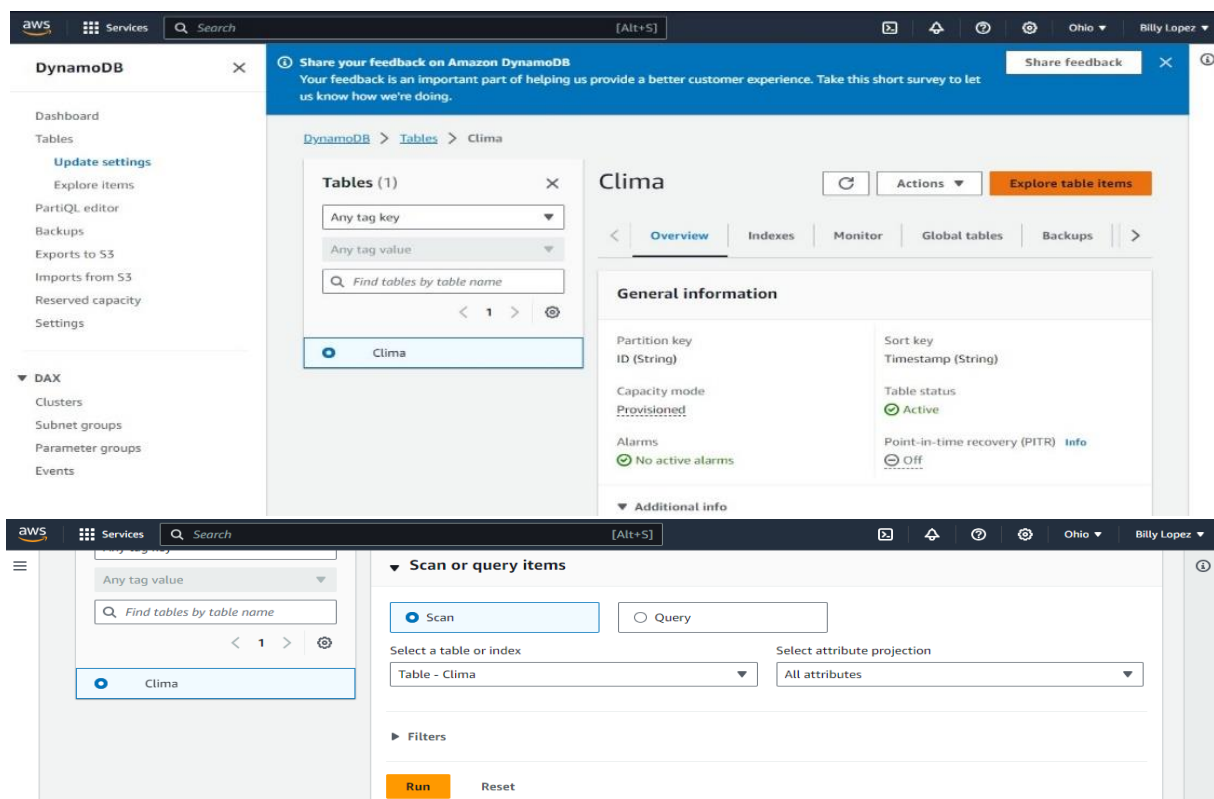 aws
Services
Search
[Alt+S]
Ohio
Billy Lopez
DynamoDB
Dashboard
Tables
Update settings
Explore items
PartiQL editor
Backups
Exports to S3
Imports from S3
Reserved capacity
Settings
DAX
Clusters
Subnet groups
Parameter groups
Events
Share your feedback on Amazon DynamoDB
Your feedback is an important part of helping us provide a better customer experience. Take this short survey to let
us know how we're doing.
Share feedback
DynamoDB > Tables > Clima
Tables (1)
Any tag key
Any tag value
Find tables by table name
1
Clima
Clima
Actions
Explore table items
Overview
Indexes
Monitor
Global tables
Backups
General information
Partition key
ID (String)
Sort key
Timestamp (String)
Capacity mode
Provisioned
Table status
Active
Alarms
No active alarms
Point-in-time recovery (PITR) Info
Off
Additional info
aws
Services
Search
[Alt+S]
Ohio
Billy Lopez
Any tag value
Find tables by table name
1
Clima
Scan or query items
Scan
Query
Select a table or index
Table - Clima
Select attribute projection
All attributes
Filters
Run
Reset